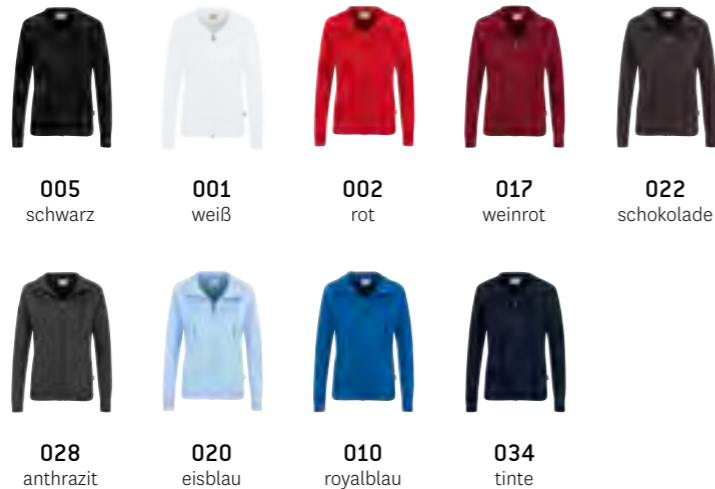 005 001 002 017 022
schwarz weiß rot weinrot schokolade
028 020 010 034
anthrazit eisblau royalblau tinte